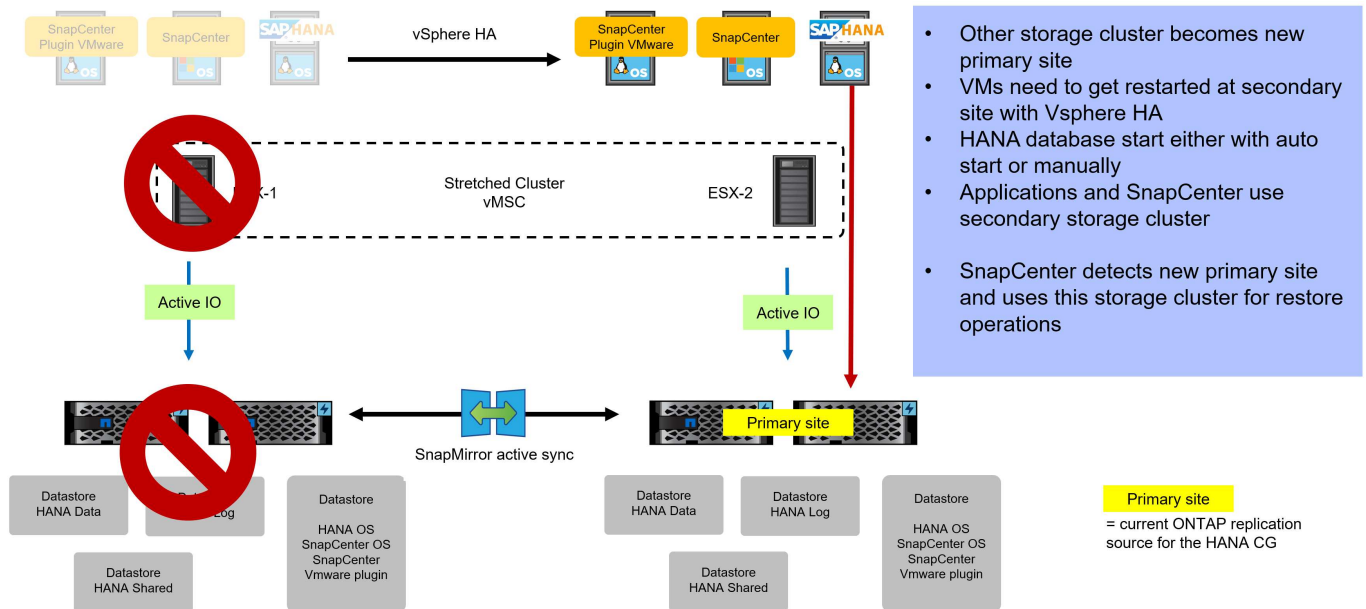 SnapCenter
Plugin VMware
OS
SnapCenter
OS
SAP HANA
OS
vSphere HA
SnapCenter
Plugin VMware
OS
SnapCenter
OS
SAP HANA
OS
Stretched Cluster
vMSC
ESX-2
Active IO
Active IO
Primary site
SnapMirror active sync
Datastore
HANA Data
Datastore
HANA OS
SnapCenter OS
SnapCenter
Vmware plugin
Datastore
HANA Shared
Datastore
HANA Data
Datastore
HANA Log
Datastore
HANA OS
SnapCenter OS
SnapCenter
Vmware plugin
Datastore
HANA Shared
• Other storage cluster becomes new
primary site
• VMs need to get restarted at secondary
site with Vsphere HA
• HANA database start either with auto
start or manually
• Applications and SnapCenter use
secondary storage cluster
• SnapCenter detects new primary site
and uses this storage cluster for restore
operations
Primary site
= current ONTAP replication
source for the HANA CG